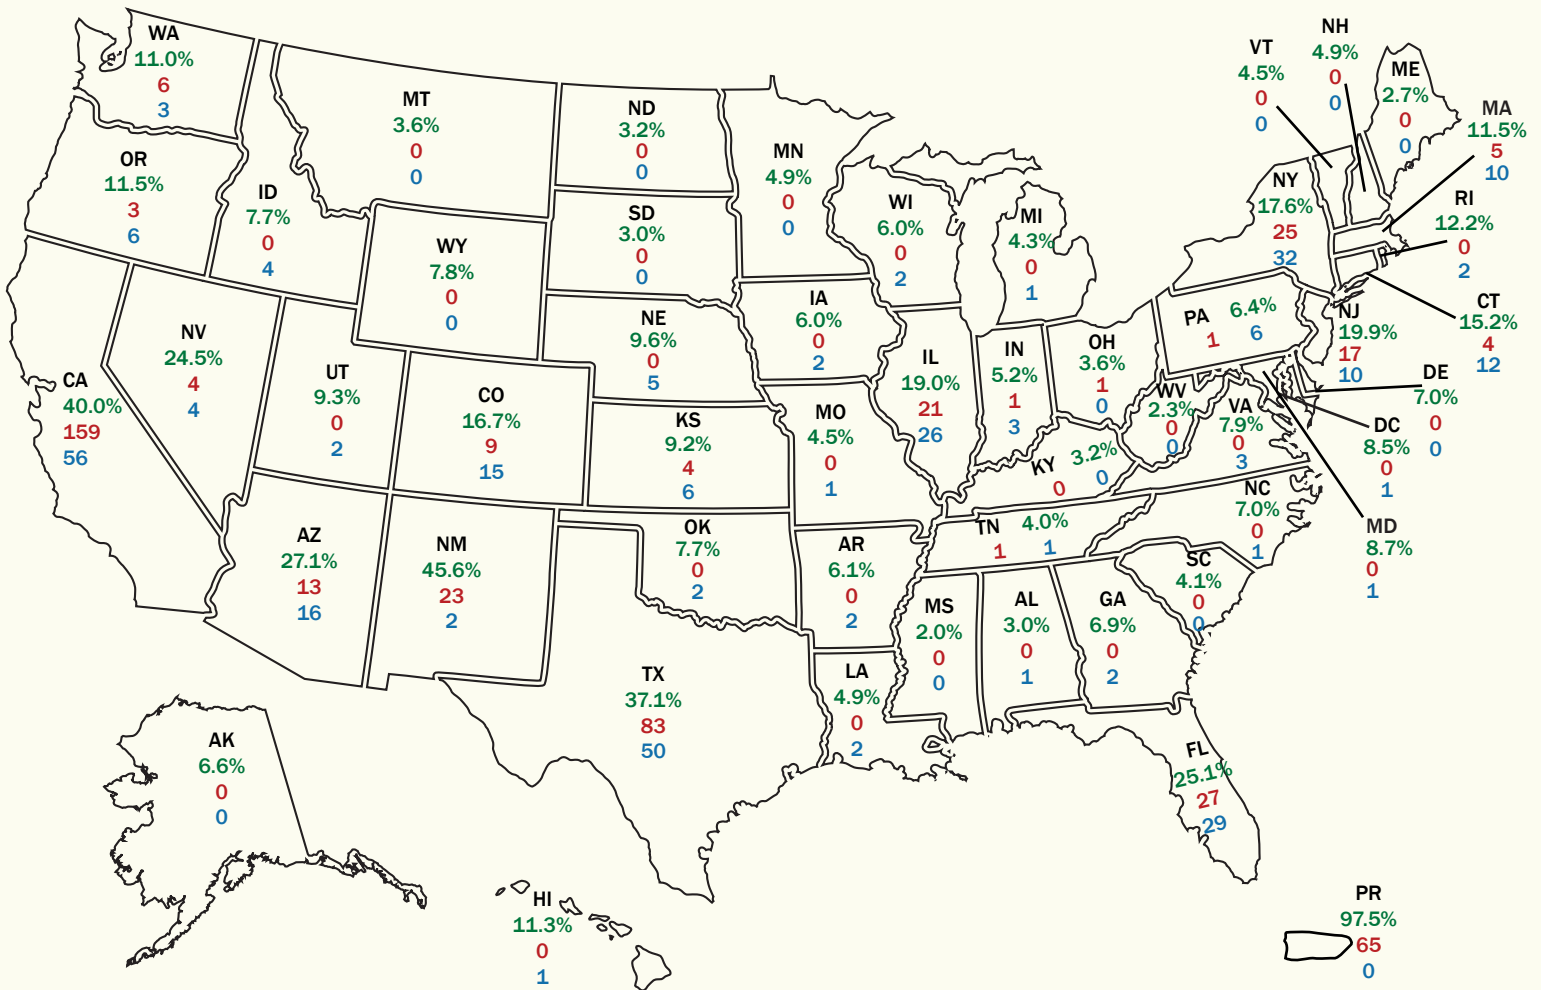 WA
11.0%
6
3
OR
11.5%
3
6
ID
7.7%
0
4
MT
3.6%
0
0
ND
3.2%
0
0
SD
3.0%
0
0
WY
7.8%
0
0
NE
9.6%
0
5
MN
4.9%
0
0
WI
6.0%
0
2
MI
4.3%
0
1
IA
6.0%
0
2
VT
4.5%
0
0
NH
4.9%
0
0
ME
2.7%
0
0
MA
11.5%
5
10
RI
12.2%
0
2
CT
15.2%
4
12
NY
17.6%
25
32
PA 6.4%
1 6
NJ
19.9%
17
10
DE
7.0%
0
0
DC
8.5%
0
1
MD
8.7%
0
1
CA
40.0%
159
56
NV
24.5%
4
4
UT
9.3%
0
2
CO
16.7%
9
15
KS
9.2%
4
6
MO
4.5%
0
1
IL
19.0%
21
26
IN
5.2%
1
3
OH
3.6%
1
0
WV
2.3%
0
0
VA
7.9%
0
3
KY 3.2%
0 0
TN 4.0%
1 1
NC
7.0%
0
1
SC
4.1%
0
0
AZ
27.1%
13
16
NM
45.6%
23
2
OK
7.7%
0
2
AR
6.1%
0
2
MS
2.0%
0
0
AL
3.0%
0
1
GA
6.9%
0
2
TX
37.1%
83
50
LA
4.9%
0
2
FL
25.1%
27
29
AK
6.6%
0
0
HI
11.3%
0
1
PR
97.5%
65
0